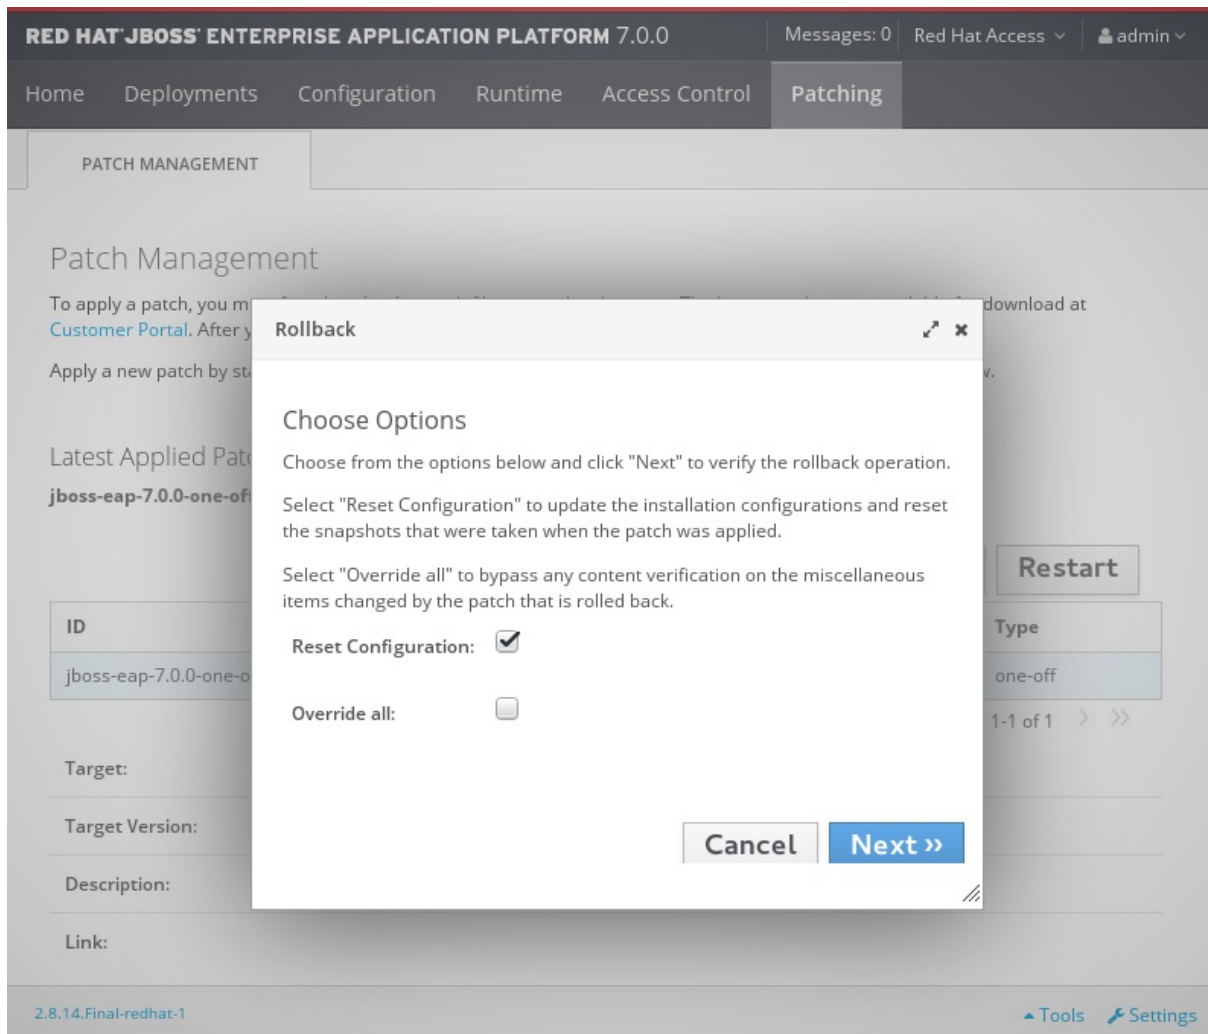 RED HAT JBOSS ENTERPRISE APPLICATION PLATFORM 7.0.0
Messages: 0
Red Hat Access
admin
Home
Deployments
Configuration
Runtime
Access Control
Patching
PATCH MANAGEMENT
Patch Management
To apply a patch, you download at
Customer Portal. After
Apply a new patch by
Rollback
Choose Options
Choose from the options below and click "Next" to verify the rollback operation.
Select "Reset Configuration" to update the installation configurations and reset
the snapshots that were taken when the patch was applied.
Select "Override all" to bypass any content verification on the miscellaneous
items changed by the patch that is rolled back.
Reset Configuration:
Override all:
Cancel
Next »
Latest Applied
jboss-eap-7.0.0-one-of
Restart
ID
Type
jboss-eap-7.0.0-one-o
one-off
1-1 of 1
Target:
Target Version:
Description:
Link:
2.8.14.Final-redhat-1
Tools
Settings